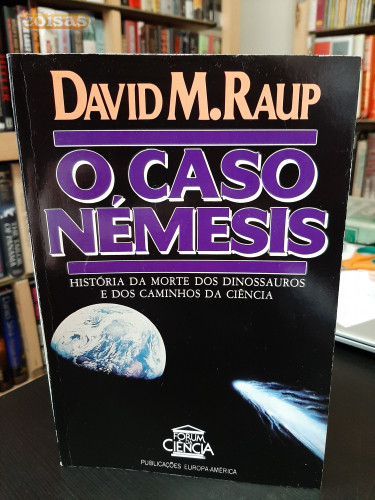 coisas
DAVID M. RAUP
O CASO
NÉMESIS
HISTÓRIA DA MORTE DOS DINOSSAUROS
E DOS CAMINHOS DA CIÊNCIA
FORUM
DA
CIÊNCIA
PUBLICAÇÕES EUROPA-AMÉRICA